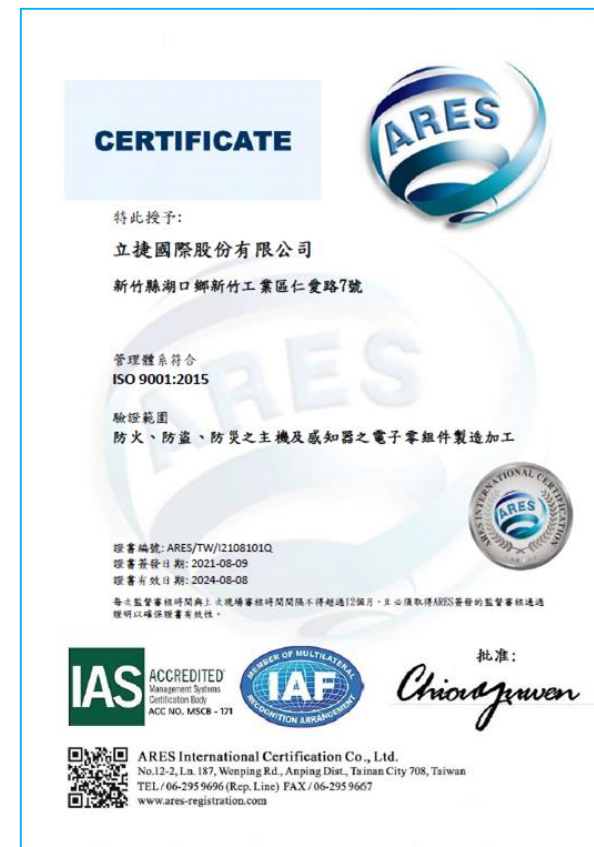 CERTIFICATE
ARES
特此授予:
立捷國際股份有限公司
新竹縣湖口鄉新竹工業區仁愛路7號
管理體系符合
ISO 9001:2015
驗證範圍
防火、防盜、防災之主機及感知器之電子零組件製造加工
ARES INTERNATIONAL CERTIFICATION
ARES
證書編號: ARES/TW/I2108101Q
證書簽發日期: 2021-08-09
證書有效日期: 2024-08-08
每次監督審核時間與上次現場審核時間間隔不得超過12個月,且必須取得ARES簽發的監督審核通過
證明以確保證書有效性。
IAS
ACCREDITED
Management Systems
Certification Body
ACC NO. MSCB - 171
MEMBER OF MULTILATERAL
IAF
RECOGNITION ARRANGEMENT
批准:
ARES International Certification Co., Ltd.
No.12-2, Ln. 187, Wenping Rd., Anping Dist., Tainan City 708, Taiwan
TEL / 06-295 9696 (Rep. Line) FAX / 06-295 9667
www.ares-registration.com